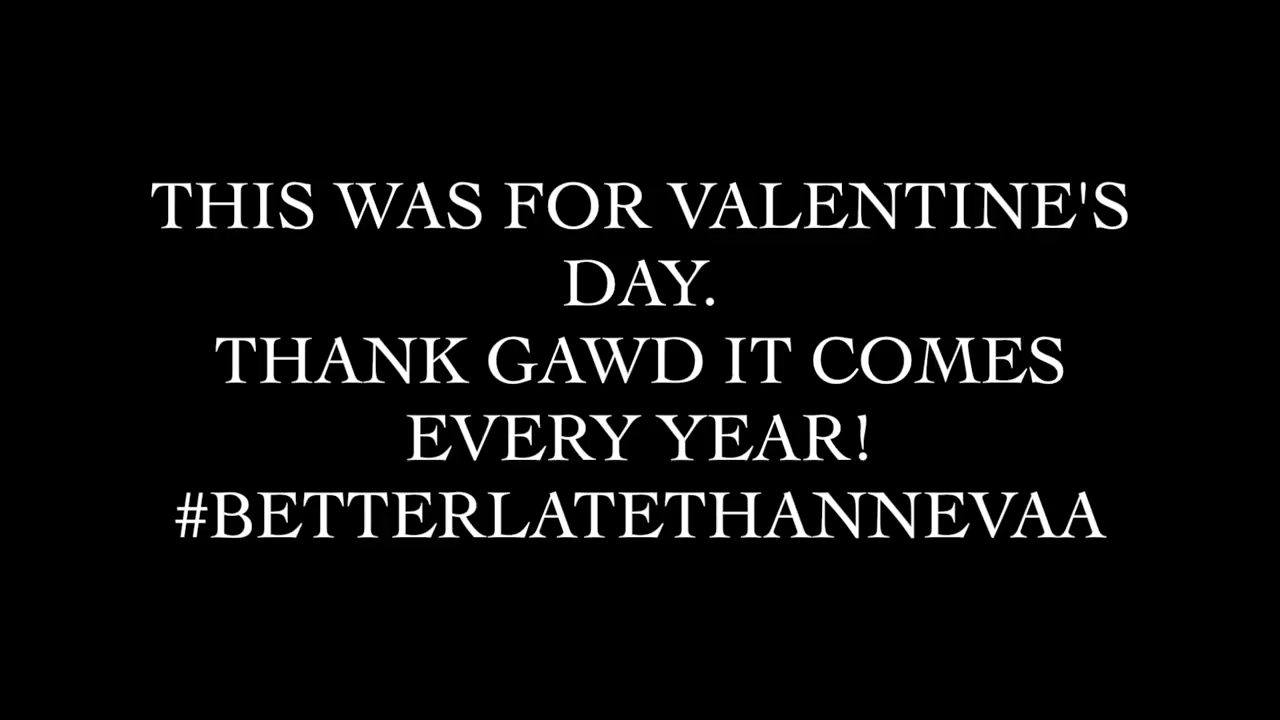 THIS WAS FOR VALENTINE'S
DAY.
THANK GAWD IT COMES
EVERY YEAR!
#BETTERLATETHANNEVAA